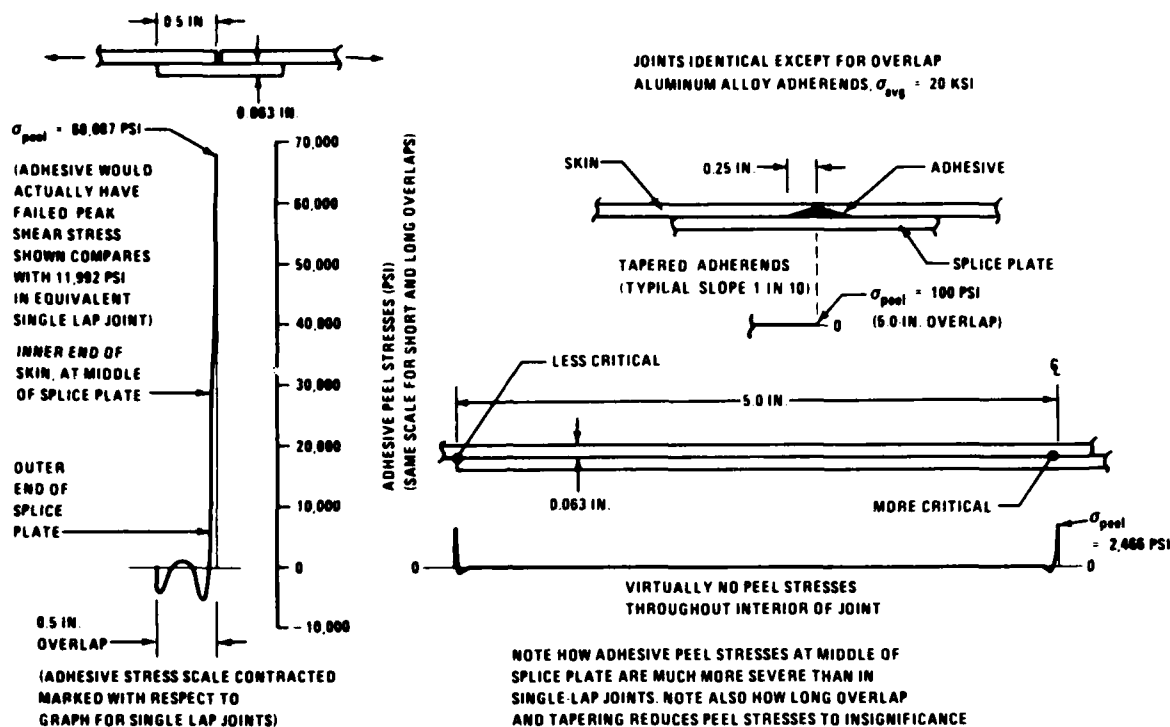 0.5 IN.
0.063 IN.
σpeel = 68,067 PSI
(ADHESIVE WOULD
ACTUALLY HAVE
FAILED PEAK
SHEAR STRESS
SHOWN COMPARES
WITH 11,992 PSI
IN EQUIVALENT
SINGLE LAP JOINT)
INNER END OF
SKIN, AT MIDDLE
OF SPLICE PLATE
OUTER
END OF
SPLICE
PLATE
0.5 IN.
OVERLAP
(ADHESIVE STRESS SCALE CONTRACTED
MARKED WITH RESPECT TO
GRAPH FOR SINGLE LAP JOINTS)
70,000
60,000
50,000
40,000
30,000
20,000
10,000
0
-10,000
ADHESIVE PEEL STRESSES (PSI)
(SAME SCALE FOR SHORT AND LONG OVERLAPS)
JOINTS IDENTICAL EXCEPT FOR OVERLAP
ALUMINUM ALLOY ADHERENDS, σavg = 20 KSI
SKIN
0.25 IN.
ADHESIVE
SPLICE PLATE
TAPERED ADHERENDS
(TYPILAL SLOPE 1 IN 10)
σpeel = 100 PSI
(5.0-IN. OVERLAP)
0
LESS CRITICAL
℄
5.0 IN.
0.063 IN.
MORE CRITICAL
σpeel
= 2,466 PSI
0
0
VIRTUALLY NO PEEL STRESSES
THROUGHOUT INTERIOR OF JOINT
NOTE HOW ADHESIVE PEEL STRESSES AT MIDDLE OF
SPLICE PLATE ARE MUCH MORE SEVERE THAN IN
SINGLE-LAP JOINTS. NOTE ALSO HOW LONG OVERLAP
AND TAPERING REDUCES PEEL STRESSES TO INSIGNIFICANCE